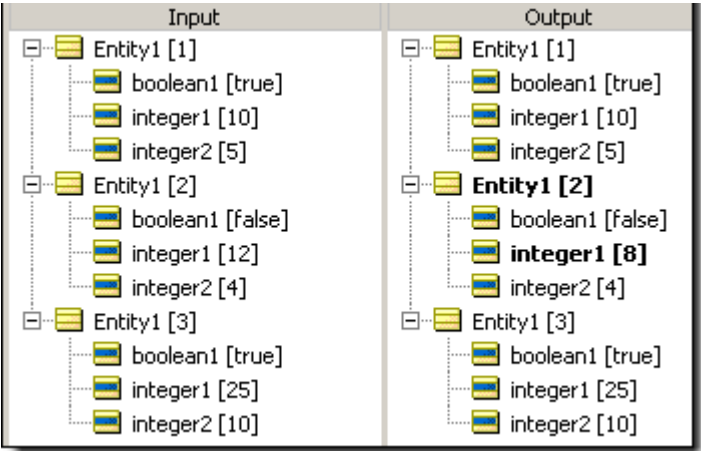 Input
Entity1 [1]
boolean1 [true]
integer1 [10]
integer2 [5]
Entity1 [2]
boolean1 [false]
integer1 [12]
integer2 [4]
Entity1 [3]
boolean1 [true]
integer1 [25]
integer2 [10]
Output
Entity1 [1]
boolean1 [true]
integer1 [10]
integer2 [5]
Entity1 [2]
boolean1 [false]
integer1 [8]
integer2 [4]
Entity1 [3]
boolean1 [true]
integer1 [25]
integer2 [10]